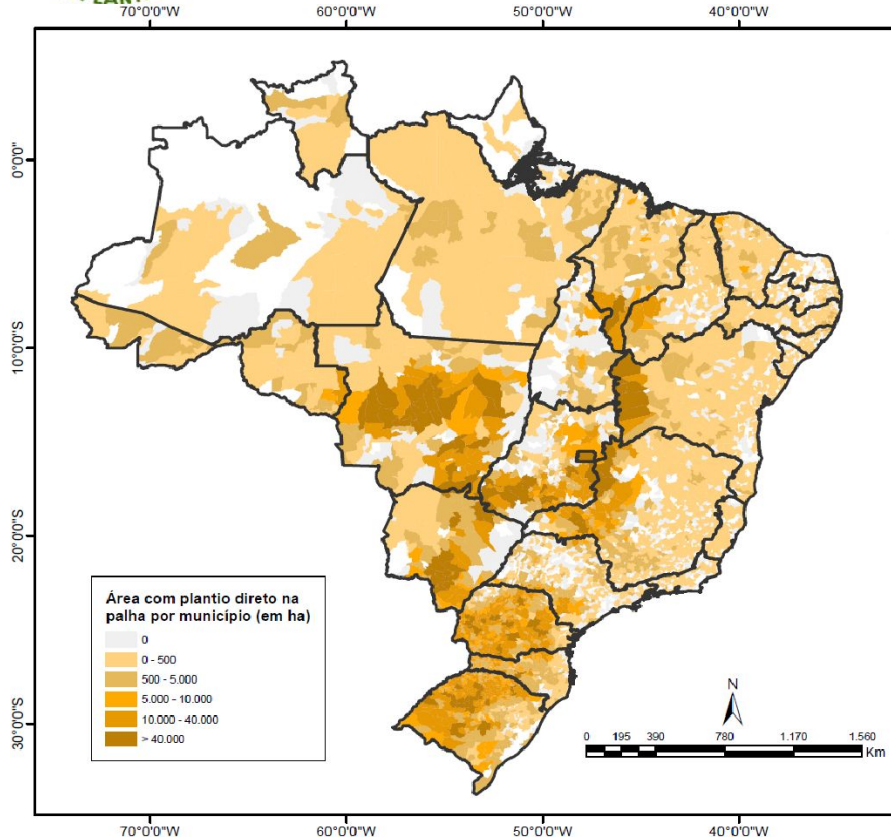 LANT
70°0'0"W 60°0'0"W 50°0'0"W 40°0'0"W
0°0'0"
10°0'0"S
20°0'0"S
30°0'0"S
Área com plantio direto na
palha por município (em ha)
0
0 - 500
500 - 5.000
5.000 - 10.000
10.000 - 40.000
> 40.000
N
0 195 390 780 1.170 1.560
Km
70°0'0"W 60°0'0"W 50°0'0"W 40°0'0"W